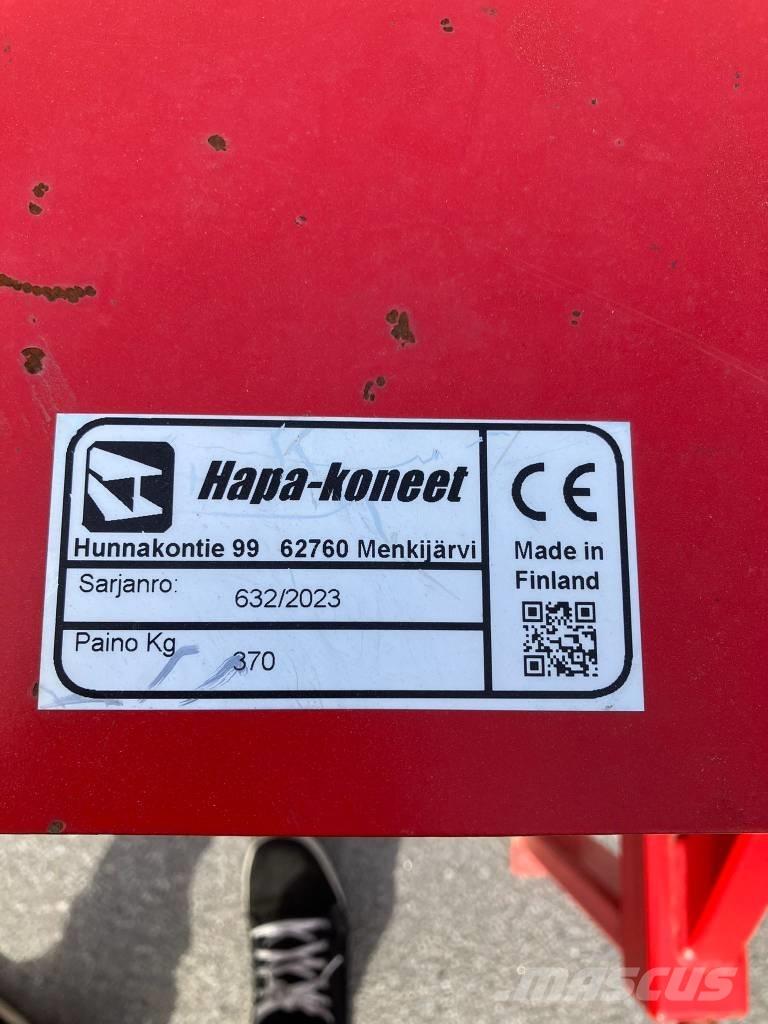 Hapa-koneet
Hunnakontie 99 62760 Menkijärvi
Sarjanro: 632/2023
Paino Kg 370
CE
Made in
Finland
MASCUS